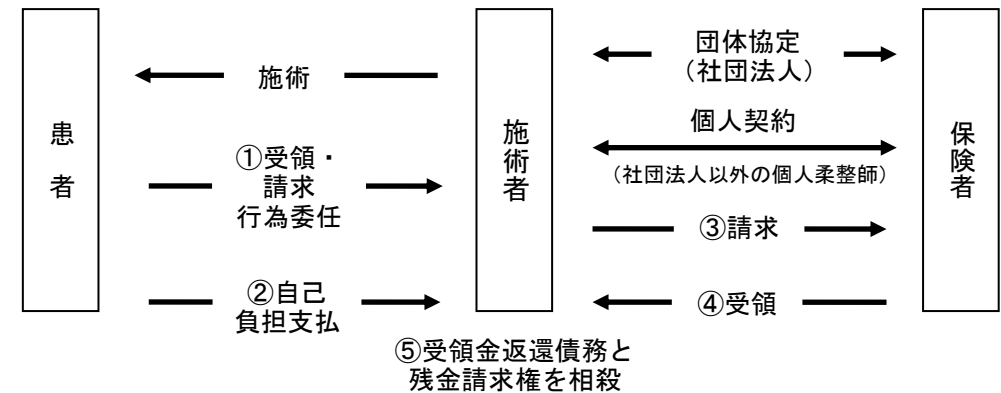 患者
施術
①受領・
請求
行為委任
②自己
負担支払
施術者
団体協定
（社団法人）
個人契約
（社団法人以外の個人柔整師）
③請求
④受領
保険者
⑤受領金返還債務と
残金請求権を相殺